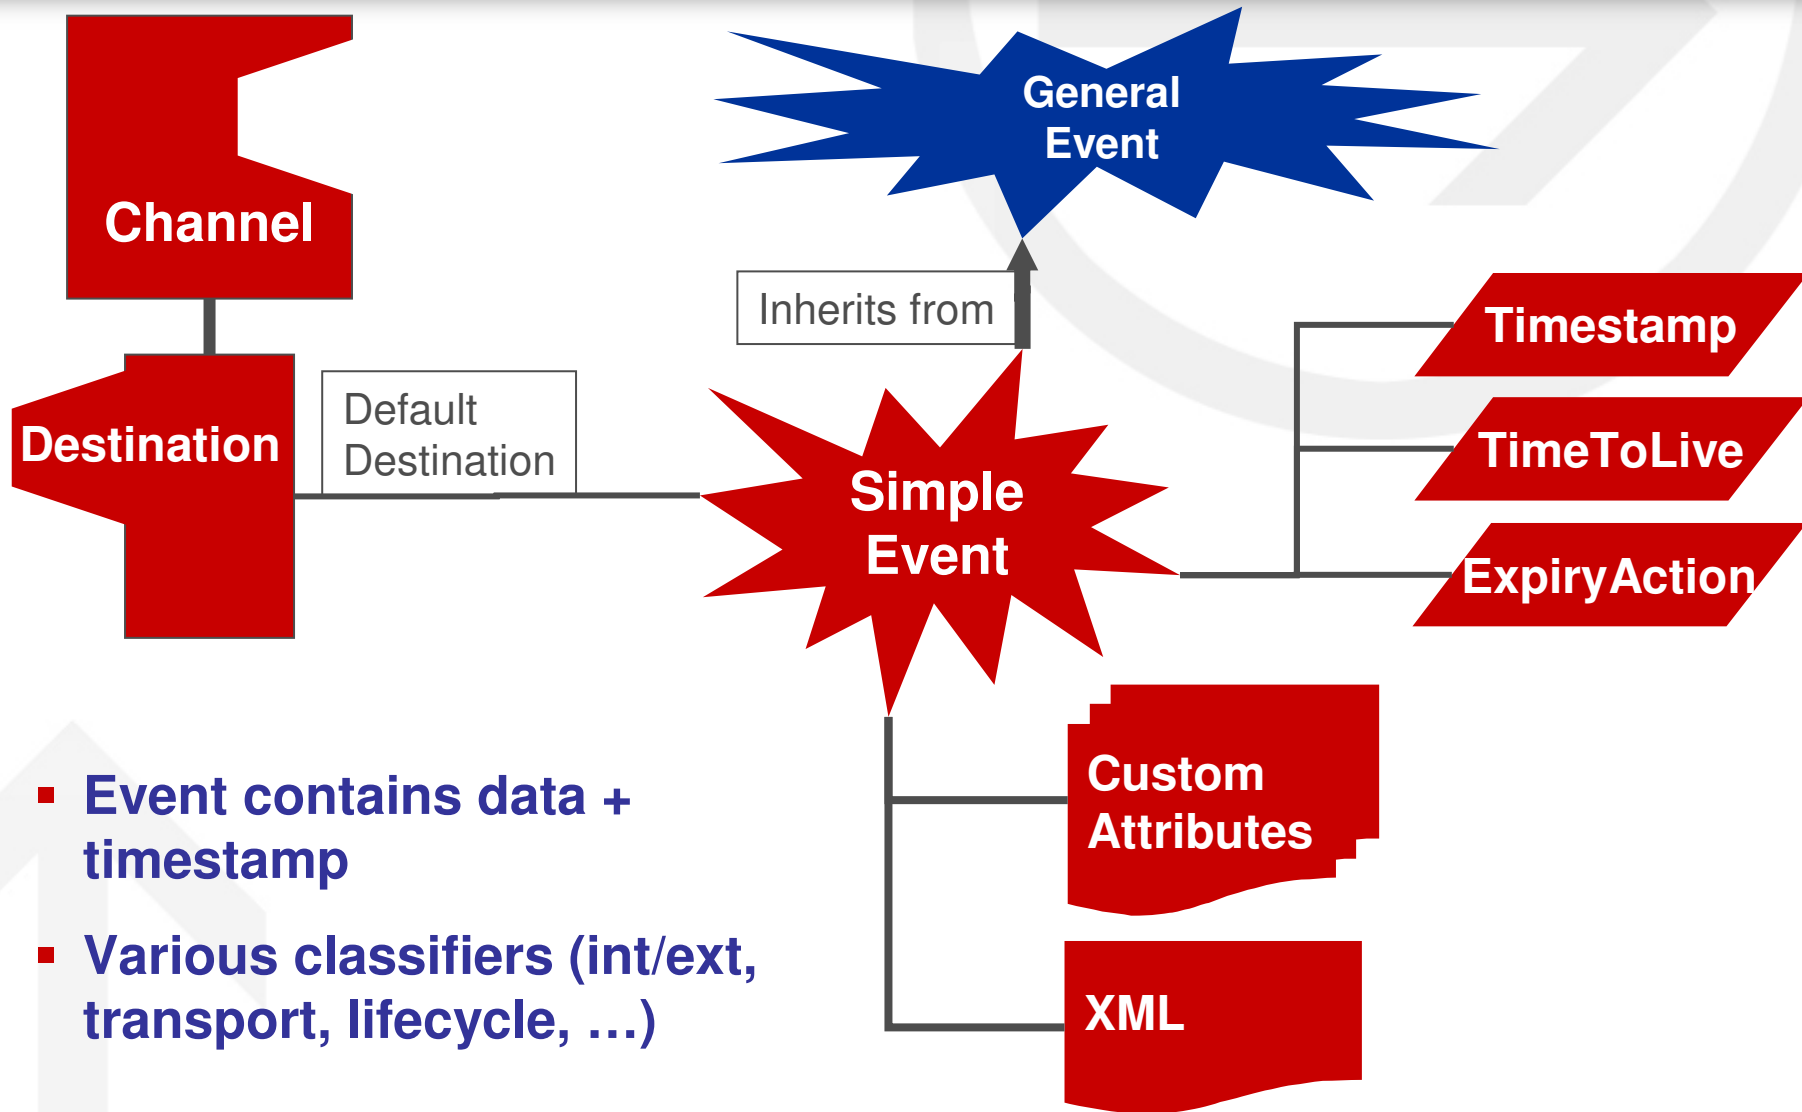 Channel
General
Event
Inherits from
Timestamp
Default
Destination
Destination
TimeToLive
Simple
Event
ExpiryAction
Custom
Attributes
XML
▪ Event contains data +
timestamp
▪ Various classifiers (int/ext,
transport, lifecycle, …)